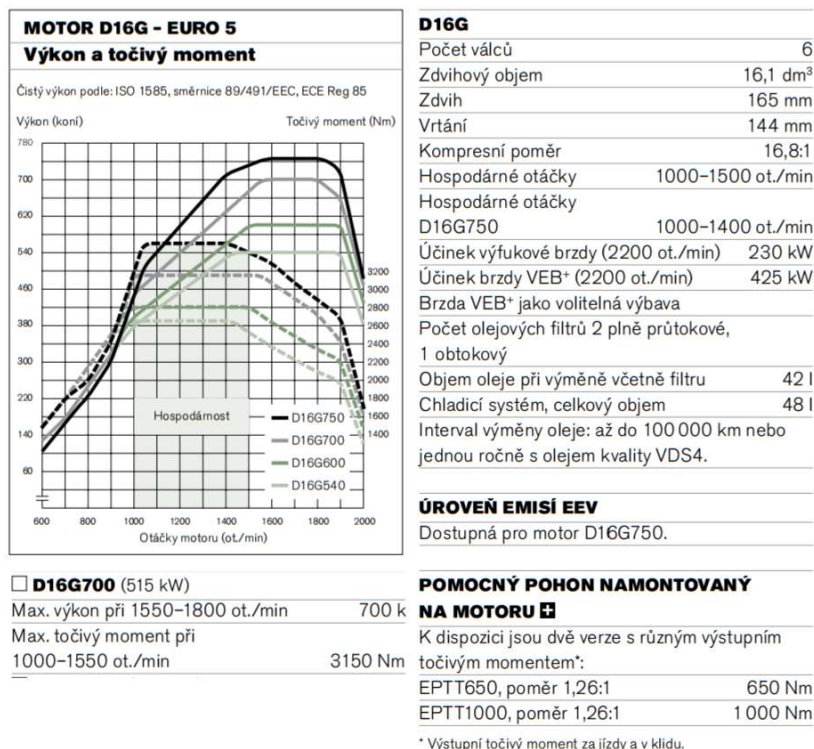 MOTOR D16G – EURO 5
Výkon a točivý moment
Čistý výkon podle: ISO 1585, směrnice 89/491/EEC, ECE Reg 85
Výkon (koní)
Točivý moment (Nm)
780
700
620
540
460
380
300
220
140
60
3200
3000
2800
2600
2400
2200
2000
1800
1600
1400
Hospodárnost
D16G750
D16G700
D16G600
D16G540
600 800 1000 1200 1400 1600 1800 2000
Otáčky motoru (ot./min)
D16G700 (515 kW)
Max. výkon při 1550–1800 ot./min 700 k
Max. točivý moment při
1000–1550 ot./min 3150 Nm
D16G
Počet válců 6
Zdvihový objem 16,1 dm³
Zdvih 165 mm
Vrtání 144 mm
Kompresní poměr 16,8:1
Hospodárné otáčky 1000–1500 ot./min
Hospodárné otáčky
D16G750 1000–1400 ot./min
Účinek výfukové brzdy (2200 ot./min) 230 kW
Účinek brzdy VEB⁺ (2200 ot./min) 425 kW
Brzda VEB⁺ jako volitelná výbava
Počet olejových filtrů 2 plně průtokové,
1 obtokový
Objem oleje při výměně včetně filtru 42 l
Chladicí systém, celkový objem 48 l
Interval výměny oleje: až do 100 000 km nebo
jednou ročně s olejem kvality VDS4.
ÚROVEŇ EMISÍ EEV
Dostupná pro motor D16G750.
POMOCNÝ POHON NAMONTOVANÝ
NA MOTORU +
K dispozici jsou dvě verze s různým výstupním
točivým momentem*:
EPTT650, poměr 1,26:1 650 Nm
EPTT1000, poměr 1,26:1 1 000 Nm
* Výstupní točivý moment za jízdy a v klidu.